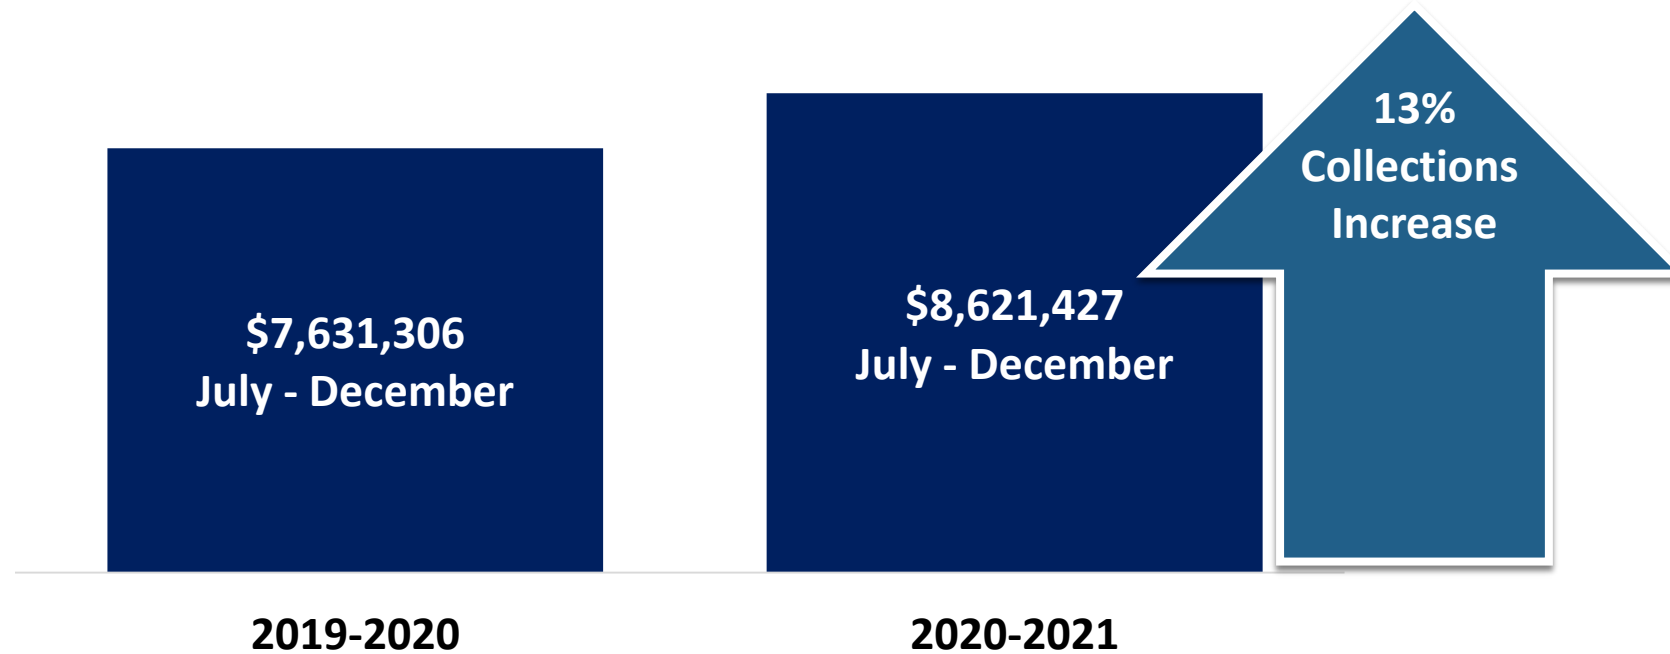 13%
Collections
Increase
$7,631,306
July - December
$8,621,427
July - December
2019-2020
2020-2021